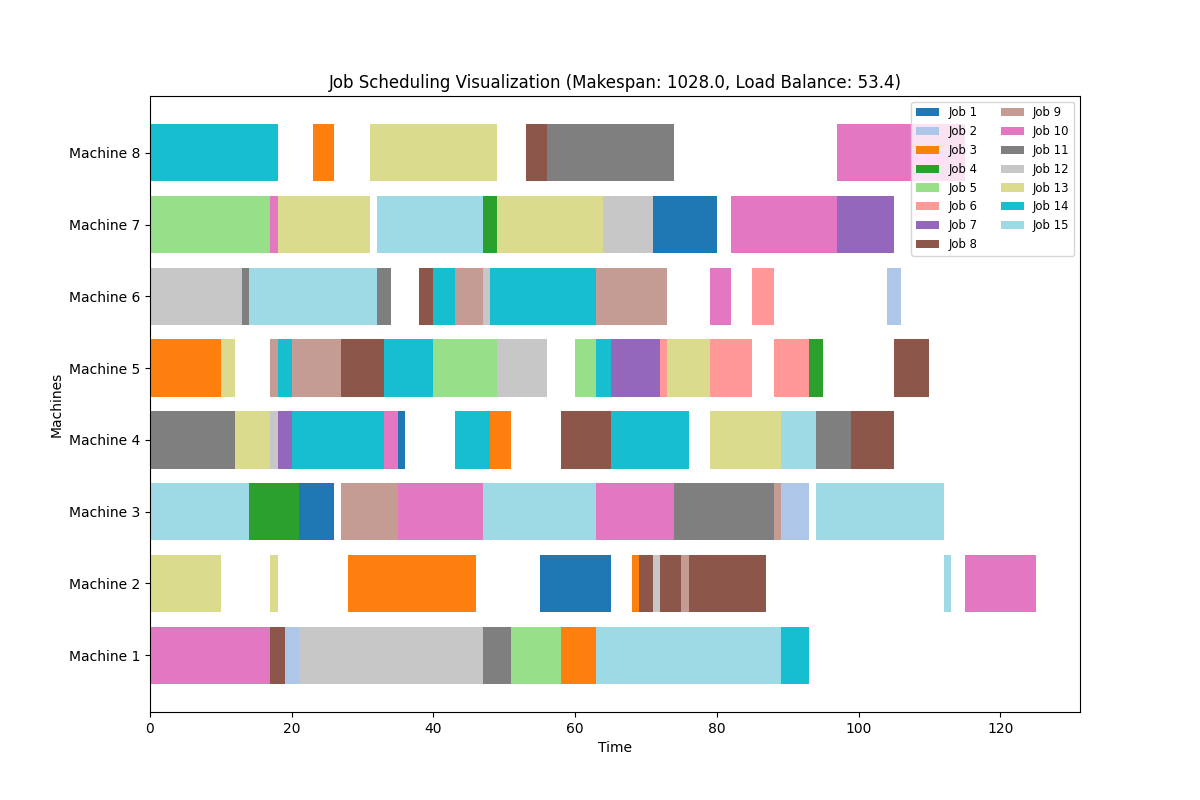 Job Scheduling Visualization (Makespan: 1028.0, Load Balance: 53.4)
Machines
Machine 8
Machine 7
Machine 6
Machine 5
Machine 4
Machine 3
Machine 2
Machine 1
Job 1
Job 2
Job 3
Job 4
Job 5
Job 6
Job 7
Job 8
Job 9
Job 10
Job 11
Job 12
Job 13
Job 14
Job 15
0 20 40 60 80 100 120
Time